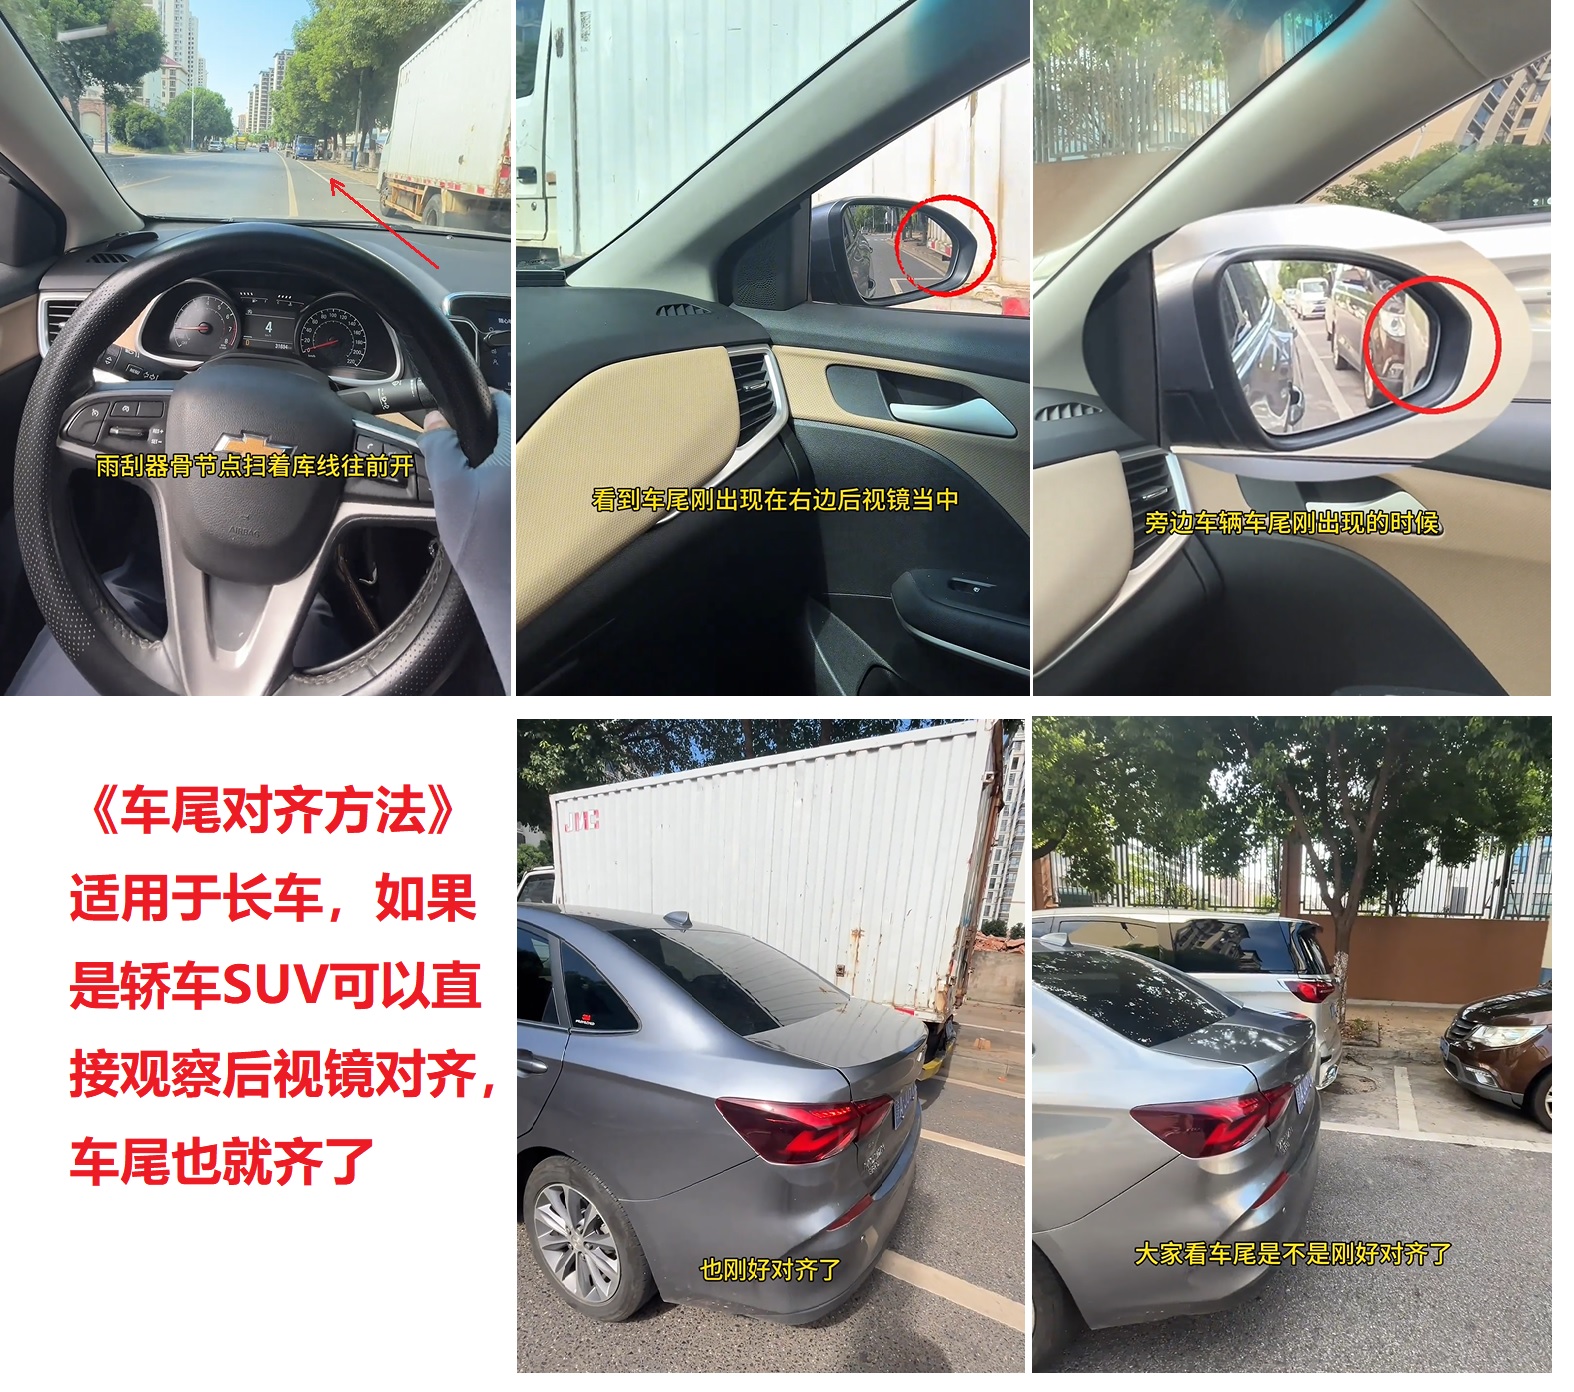 雨刮器骨节点扫着库线往前开
看到车尾刚出现在右边后视镜当中
旁边车辆车尾刚出现的时候
《车尾对齐方法》
适用于长车，如果
是轿车SUV可以直
接观察后视镜对齐，
车尾也就齐了
JMC
也刚好对齐了
大家看车尾是不是刚好对齐了
AIRBAG
MENU
4